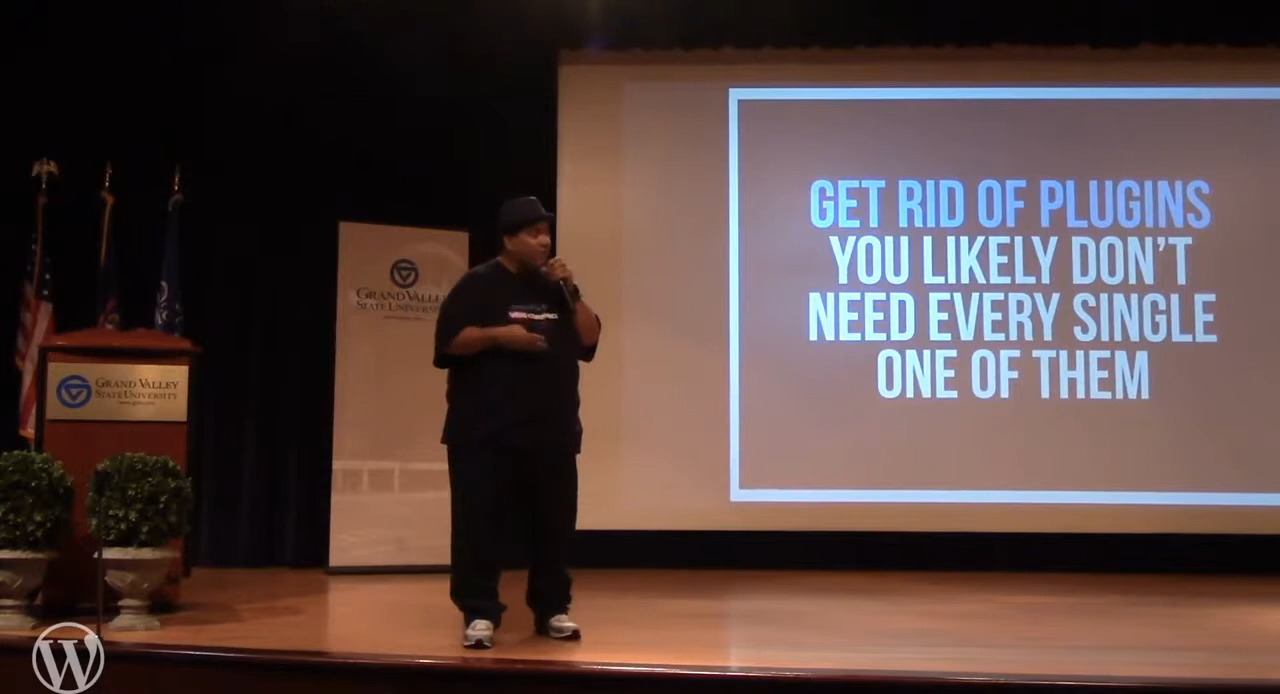 GET RID OF PLUGINS
YOU LIKELY DON'T
NEED EVERY SINGLE
ONE OF THEM
GRAND VALLEY
STATE UNIVERSITY
GRAND VALLEY
STATE UNIVERSITY
W